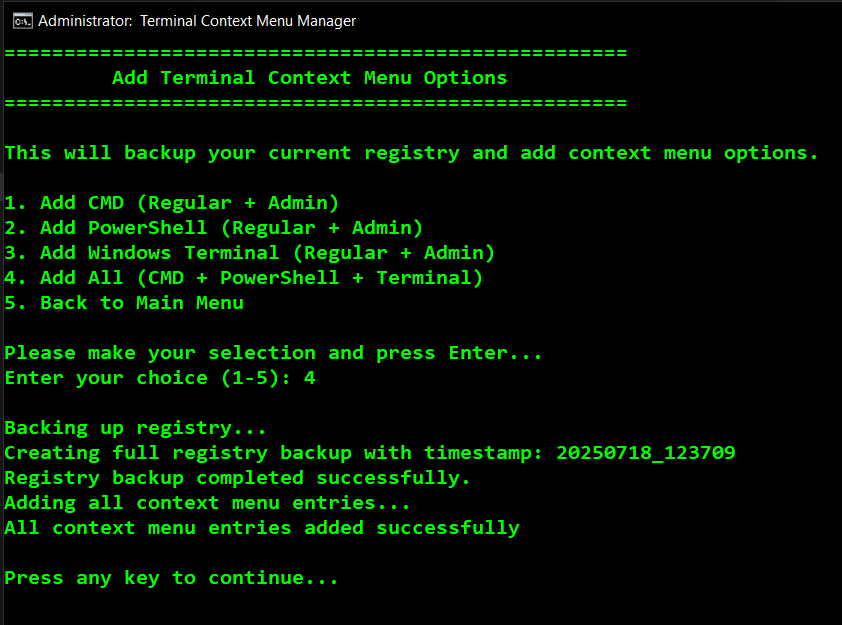 Administrator: Terminal Context Menu Manager
====================================================
Add Terminal Context Menu Options
====================================================
This will backup your current registry and add context menu options.
1. Add CMD (Regular + Admin)
2. Add PowerShell (Regular + Admin)
3. Add Windows Terminal (Regular + Admin)
4. Add All (CMD + PowerShell + Terminal)
5. Back to Main Menu
Please make your selection and press Enter...
Enter your choice (1-5): 4
Backing up registry...
Creating full registry backup with timestamp: 20250718_123709
Registry backup completed successfully.
Adding all context menu entries...
All context menu entries added successfully
Press any key to continue...